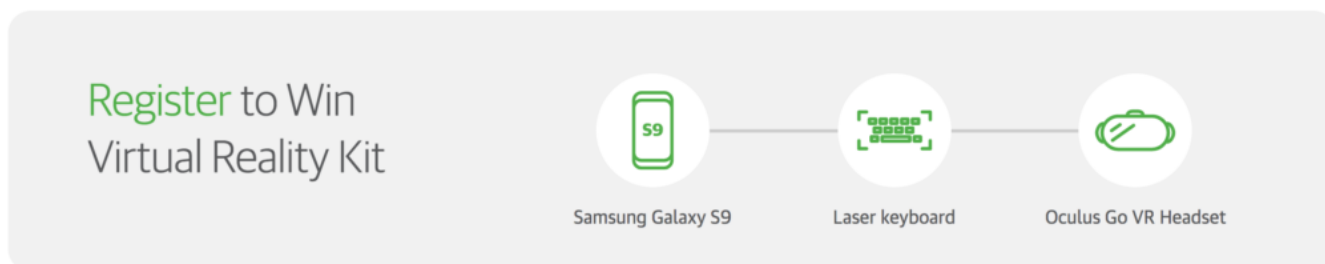 Register to Win
Virtual Reality Kit
S9
Samsung Galaxy S9
Laser keyboard
Oculus Go VR Headset